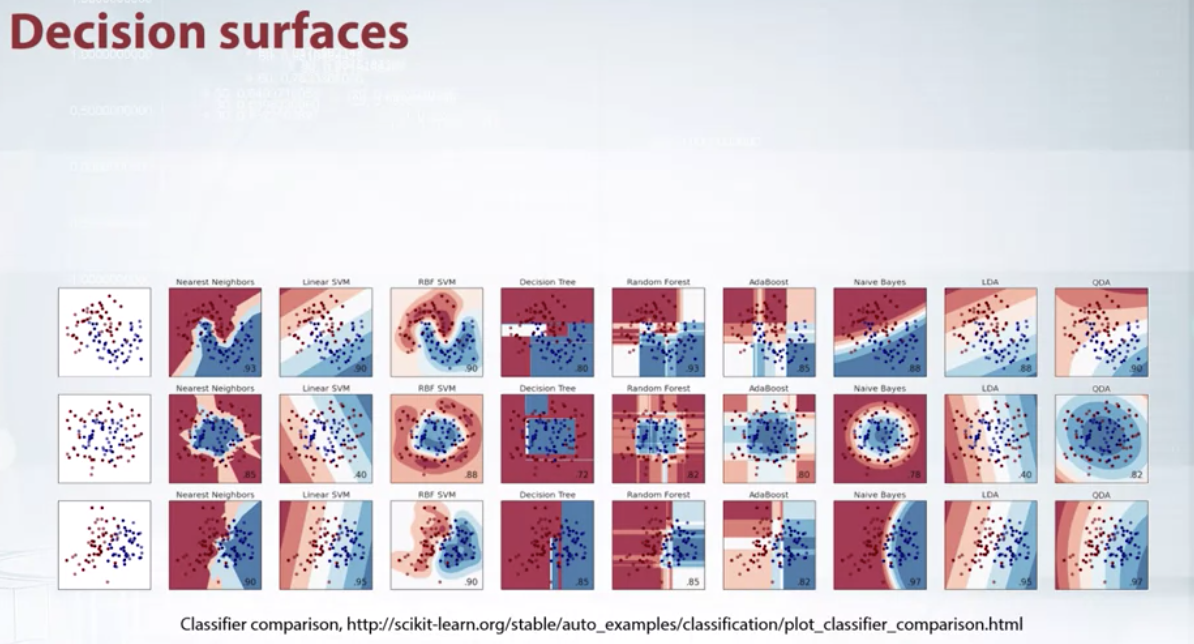 Decision surfaces
Nearest Neighbors Linear SVM RBF SVM Decision Tree Random Forest AdaBoost Naive Bayes LDA QDA
.93 .90 .90 .80 .93 .85 .88 .88 .90
Nearest Neighbors Linear SVM RBF SVM Decision Tree Random Forest AdaBoost Naive Bayes LDA QDA
.85 .40 .88 .72 .82 .80 .78 .40 .82
Nearest Neighbors Linear SVM RBF SVM Decision Tree Random Forest AdaBoost Naive Bayes LDA QDA
.90 .95 .90 .85 .85 .82 .97 .95 .97
Classifier comparison, http://scikit-learn.org/stable/auto_examples/classification/plot_classifier_comparison.html